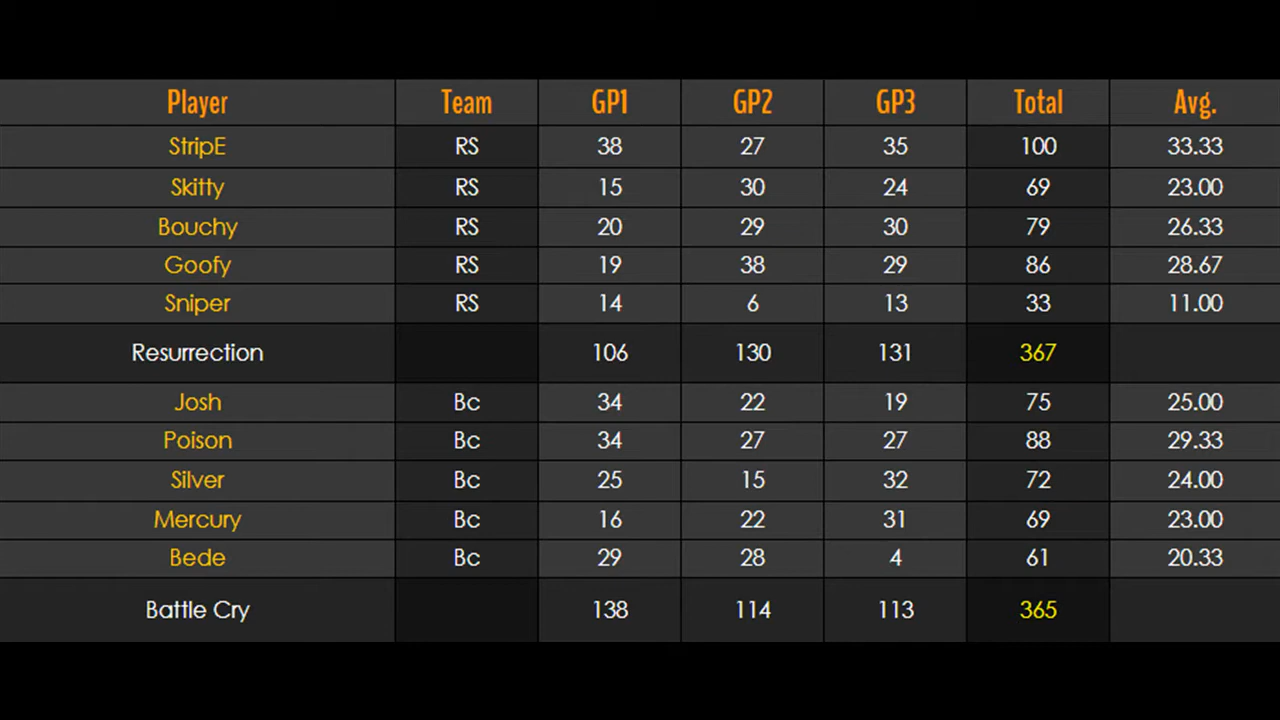 Player Team GP1 GP2 GP3 Total Avg.
StripE RS 38 27 35 100 33.33
Skitty RS 15 30 24 69 23.00
Bouchy RS 20 29 30 79 26.33
Goofy RS 19 38 29 86 28.67
Sniper RS 14 6 13 33 11.00
Resurrection 106 130 131 367
Josh Bc 34 22 19 75 25.00
Poison Bc 34 27 27 88 29.33
Silver Bc 25 15 32 72 24.00
Mercury Bc 16 22 31 69 23.00
Bede Bc 29 28 4 61 20.33
Battle Cry 138 114 113 365